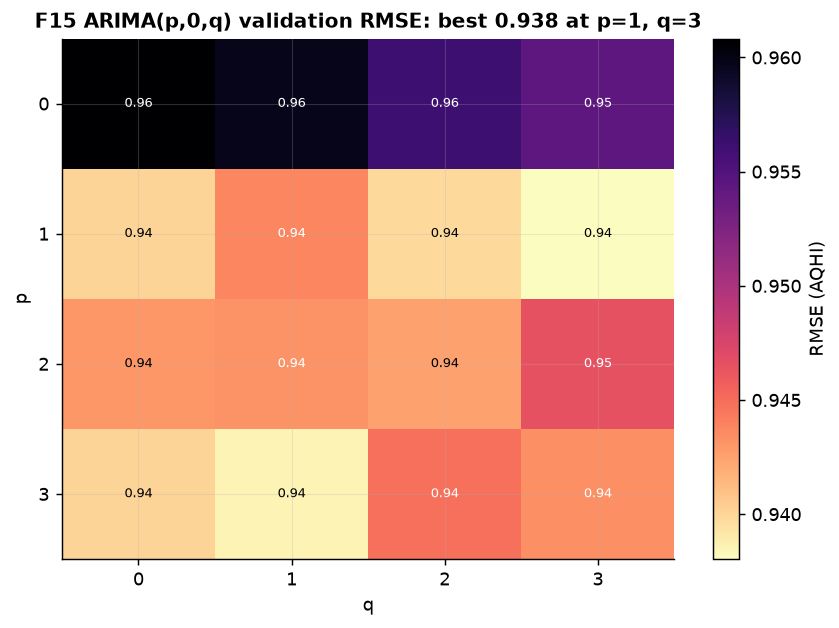 F15 ARIMA(p,0,q) validation RMSE: best 0.938 at p=1, q=3
0 0.96 0.96 0.96 0.95
1 0.94 0.94 0.94 0.94
2 0.94 0.94 0.94 0.95
3 0.94 0.94 0.94 0.94
p
0 1 2 3
q
0.960
0.955
0.950
0.945
0.940
RMSE (AQHI)